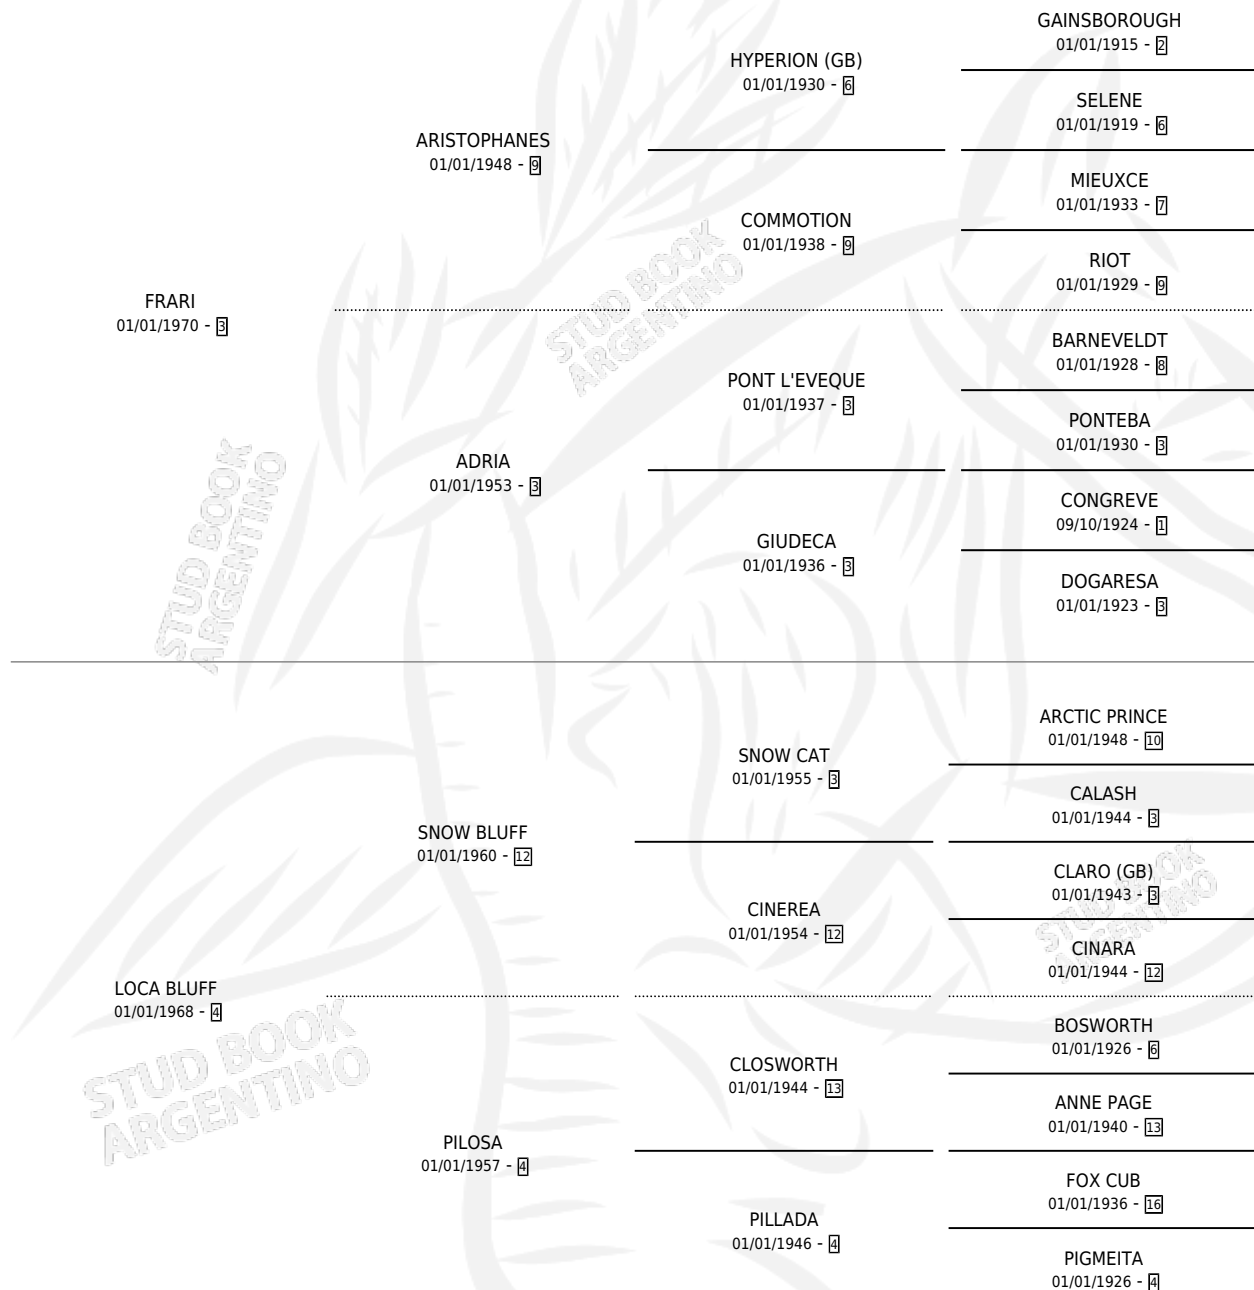 GAINSBOROUGH
01/01/1915 - 2
HYPERION (GB)
01/01/1930 - 6
SELENE
01/01/1919 - 6
ARISTOPHANES
01/01/1948 - 9
MIEUXCE
01/01/1933 - 7
COMMOTION
01/01/1938 - 9
RIOT
01/01/1929 - 9
FRARI
01/01/1970 - 3
BARNEVELDT
01/01/1928 - 8
PONT L'EVEQUE
01/01/1937 - 3
PONTEBA
01/01/1930 - 3
ADRIA
01/01/1953 - 3
CONGREVE
09/10/1924 - 1
GIUDECA
01/01/1936 - 3
DOGARESA
01/01/1923 - 3
ARCTIC PRINCE
01/01/1948 - 10
SNOW CAT
01/01/1955 - 3
CALASH
01/01/1944 - 3
SNOW BLUFF
01/01/1960 - 12
CLARO (GB)
01/01/1943 - 3
CINEREA
01/01/1954 - 12
CINARA
01/01/1944 - 12
LOCA BLUFF
01/01/1968 - 4
BOSWORTH
01/01/1926 - 6
CLOSWORTH
01/01/1944 - 13
ANNE PAGE
01/01/1940 - 13
PILOSA
01/01/1957 - 4
FOX CUB
01/01/1936 - 16
PILLADA
01/01/1946 - 4
PIGMEITA
01/01/1926 - 4
STUD BOOK
ARGENTINO
STUD BOOK
ARGENTINO
STUD BOOK
ARGENTINO
STUD BOOK
ARGENTINO